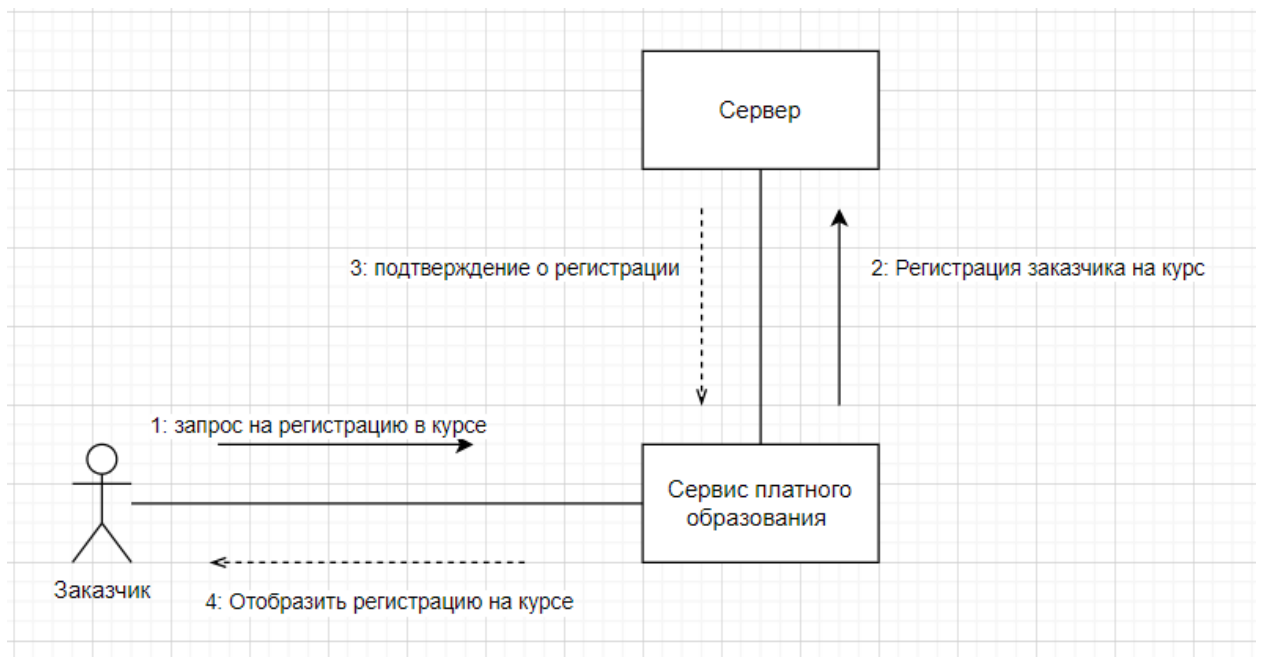 Сервер
3: подтверждение о регистрации
2: Регистрация заказчика на курс
1: запрос на регистрацию в курсе
Сервис платного
образования
Заказчик
4: Отобразить регистрацию на курсе